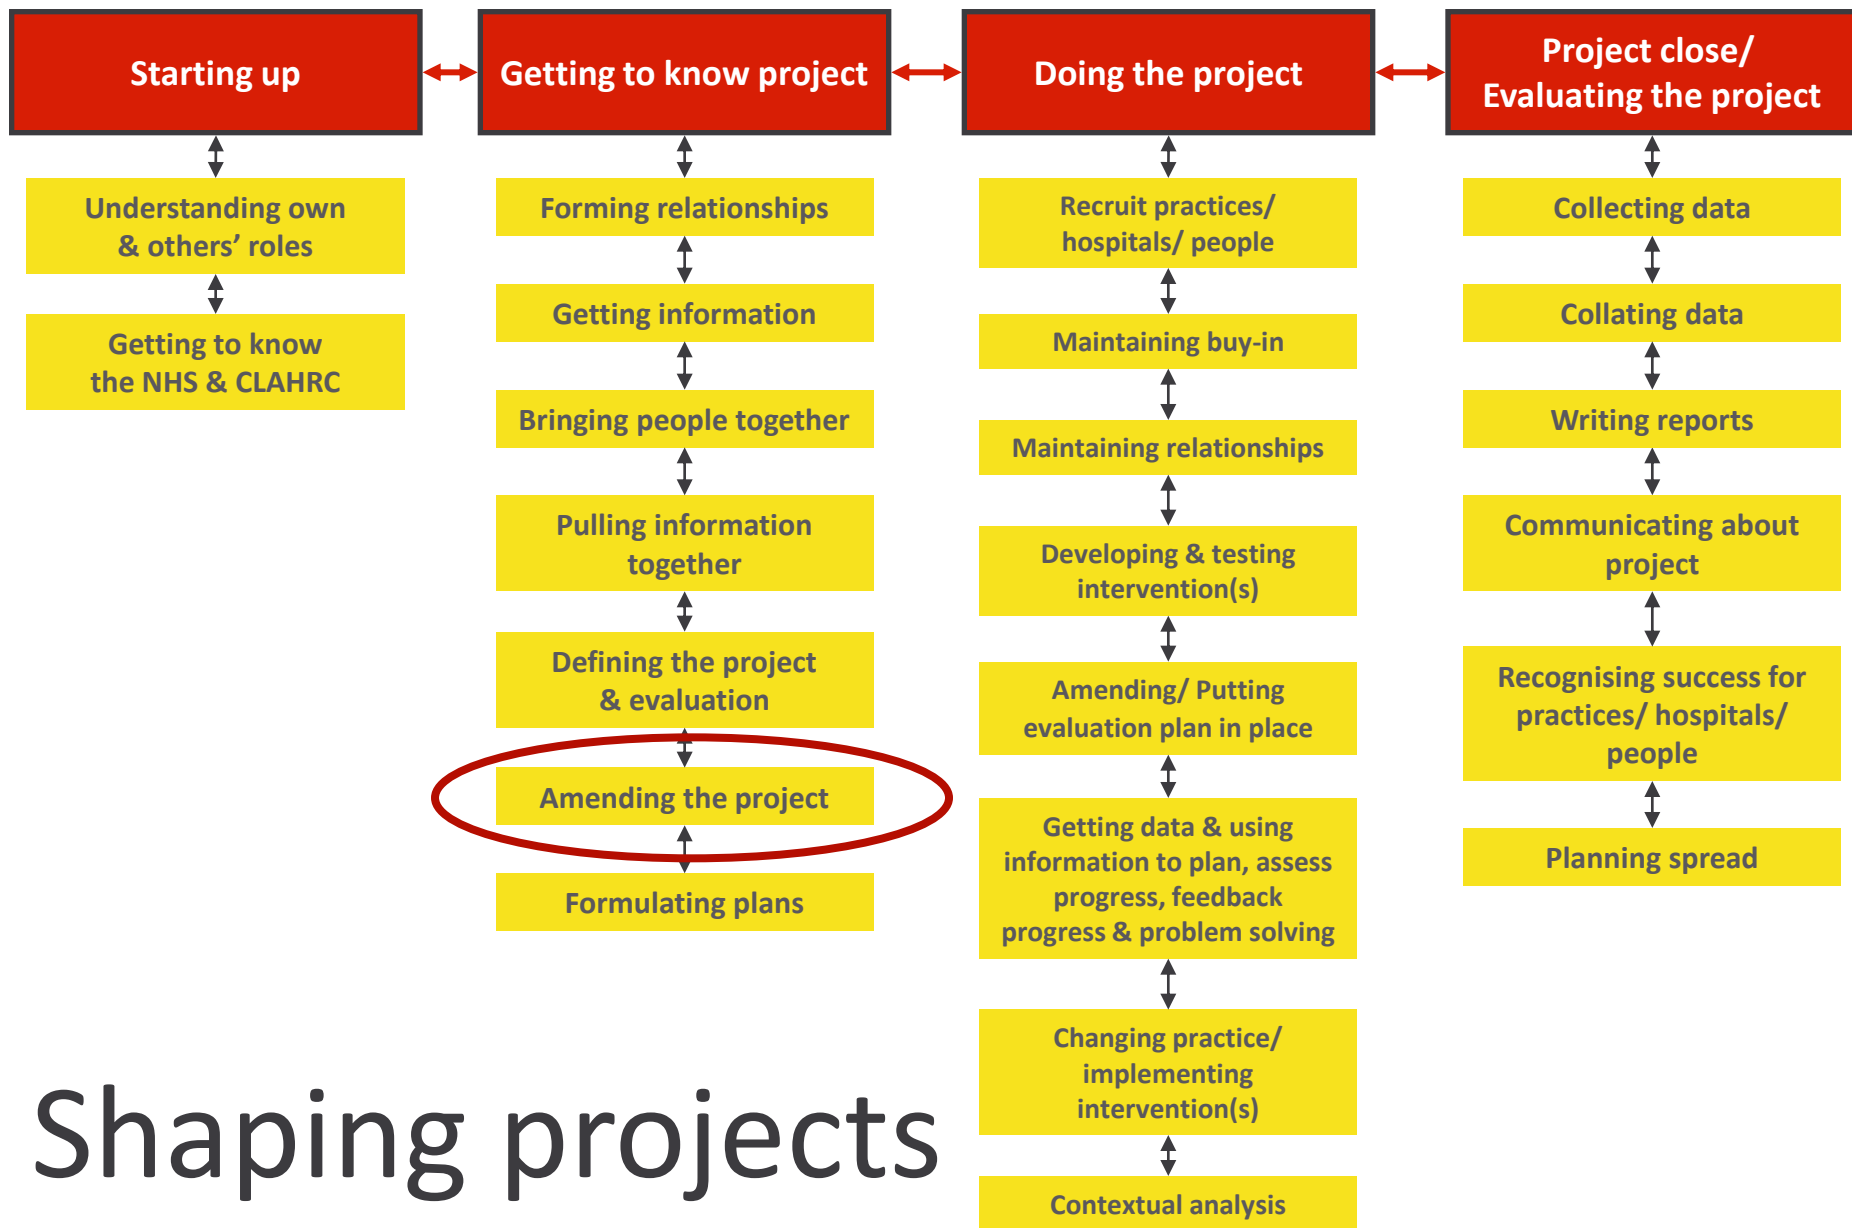 Starting up
Getting to know project
Doing the project
Project close/
Evaluating the project
Understanding own
& others’ roles
Getting to know
the NHS & CLAHRC
Forming relationships
Getting information
Bringing people together
Pulling information
together
Defining the project
& evaluation
Amending the project
Formulating plans
Recruit practices/
hospitals/ people
Maintaining buy-in
Maintaining relationships
Developing & testing
intervention(s)
Amending/ Putting
evaluation plan in place
Getting data & using
information to plan, assess
progress, feedback
progress & problem solving
Changing practice/
implementing
intervention(s)
Contextual analysis
Collecting data
Collating data
Writing reports
Communicating about
project
Recognising success for
practices/ hospitals/
people
Planning spread
Shaping projects